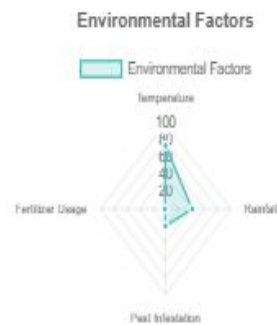 Environmental Factors
Environmental Factors
Temperature
100
80
60
40
20
Fertilizer Usage
Rainfall
Pest Infestation